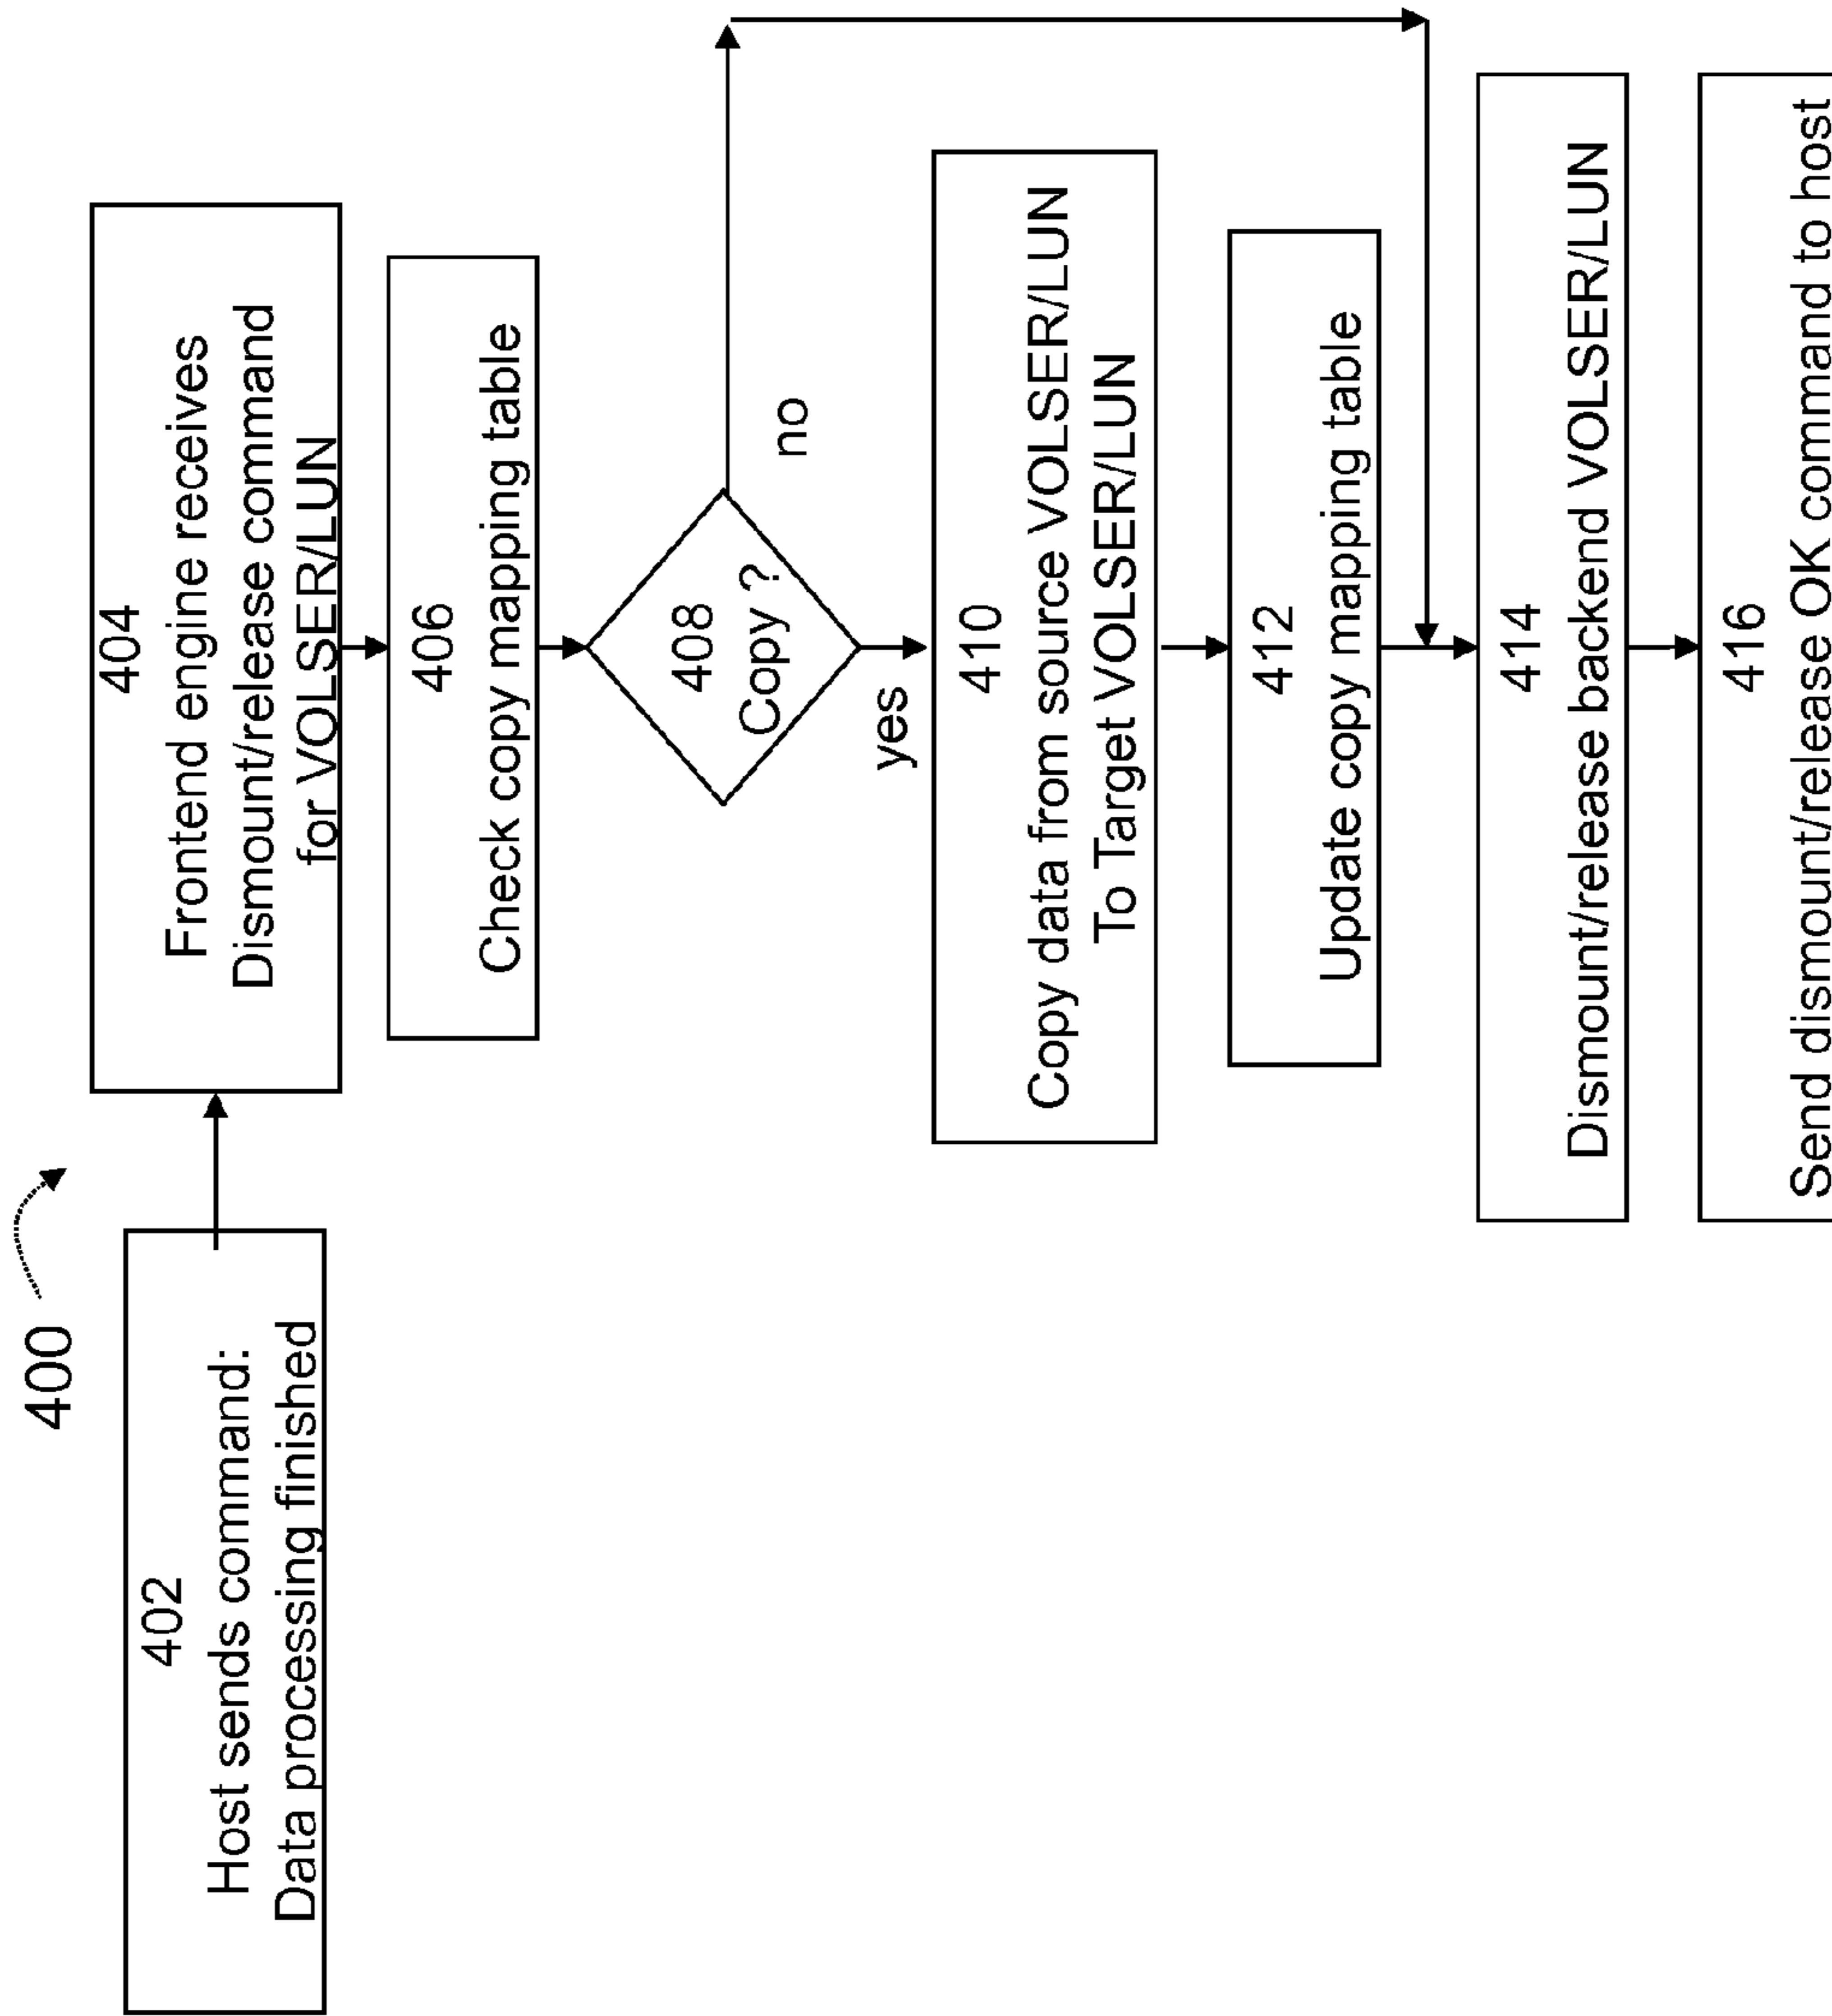 400
402
Host sends command:
Data processing finished
404
Frontend engine receives
Dismount/release command
for VOLSER/LUN
406
Check copy mapping table
408
Copy ?
no
yes
410
Copy data from source VOLSER/LUN
To Target VOLSER/LUN
412
Update copy mapping table
414
Dismount/release backend VOLSER/LUN
416
Send dismount/release OK command to host